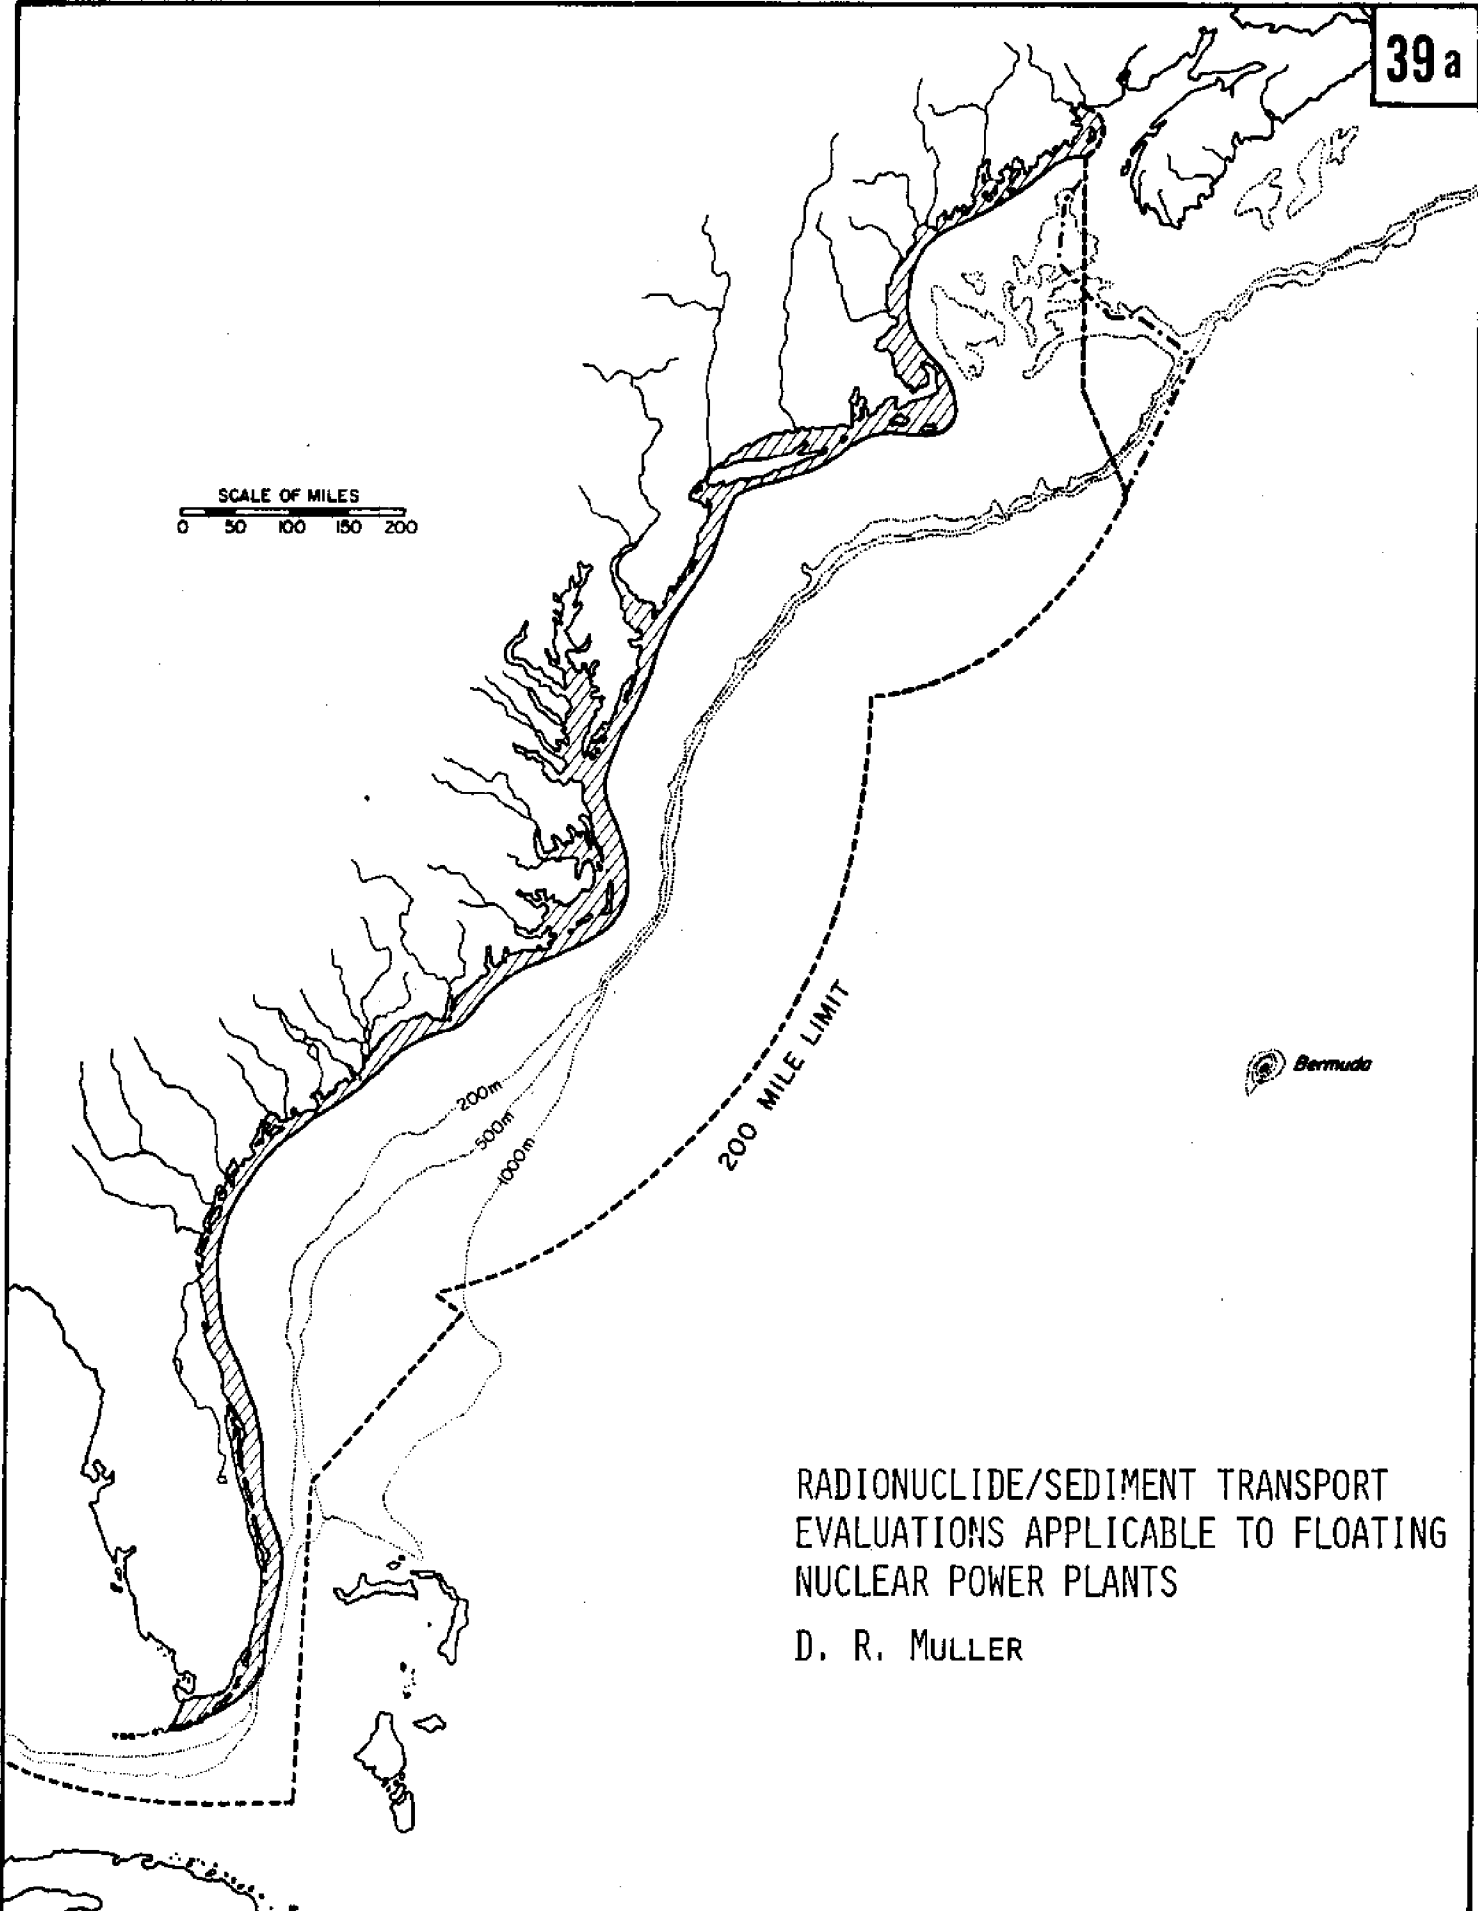 39a
SCALE OF MILES
0 50 100 150 200
200 MILE LIMIT
Bermuda
200m
500m
1000m
RADIONUCLIDE/SEDIMENT TRANSPORT
EVALUATIONS APPLICABLE TO FLOATING
NUCLEAR POWER PLANTS
D. R. MULLER